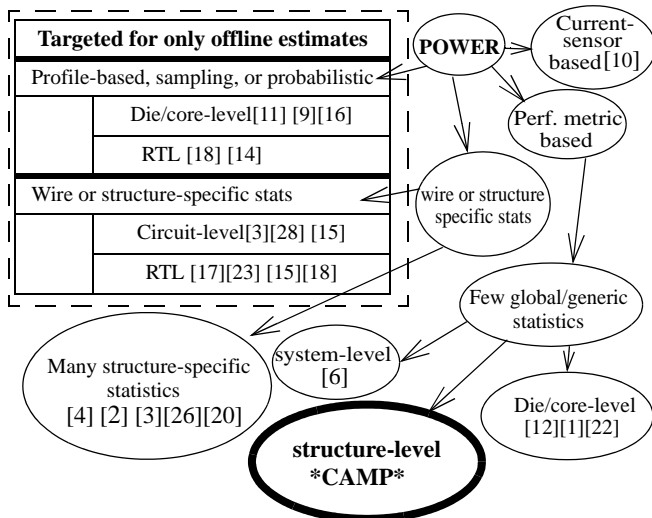 Targeted for only offline estimates
Profile-based, sampling, or probabilistic
Die/core-level[11] [9][16]
RTL [18] [14]
Wire or structure-specific stats
Circuit-level[3][28] [15]
RTL [17][23] [15][18]
POWER
Current-
sensor
based[10]
Perf. metric
based
wire or structure
specific stats
Few global/generic
statistics
Many structure-specific
statistics
[4] [2] [3][26][20]
system-level
[6]
Die/core-level
[12][1][22]
structure-level
*CAMP*